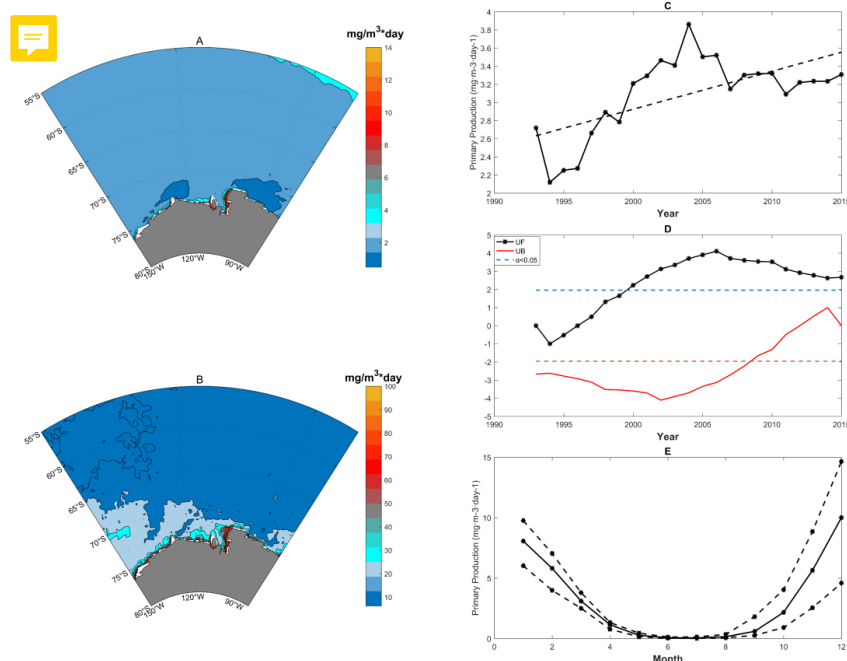 A
mg/m³*day
14
12
10
8
6
4
2
55°S
60°S
65°S
70°S
75°S
80°S
150°W
120°W
90°W
B
mg/m³*day
100
90
80
70
60
50
40
30
20
10
55°S
60°S
65°S
70°S
75°S
80°S
150°W
120°W
90°W
C
Primary Production (mg·m-3·day-1)
4
3.8
3.6
3.4
3.2
3
2.8
2.6
2.4
2.2
2
1990 1995 2000 2005 2010 2015
Year
D
UF
UB
α<0.05
5
4
3
2
1
0
-1
-2
-3
-4
-5
1990 1995 2000 2005 2010 2015
Year
E
Primary Production (mg·m-3·day-1)
15
10
5
0
0 2 4 6 8 10 12
Month